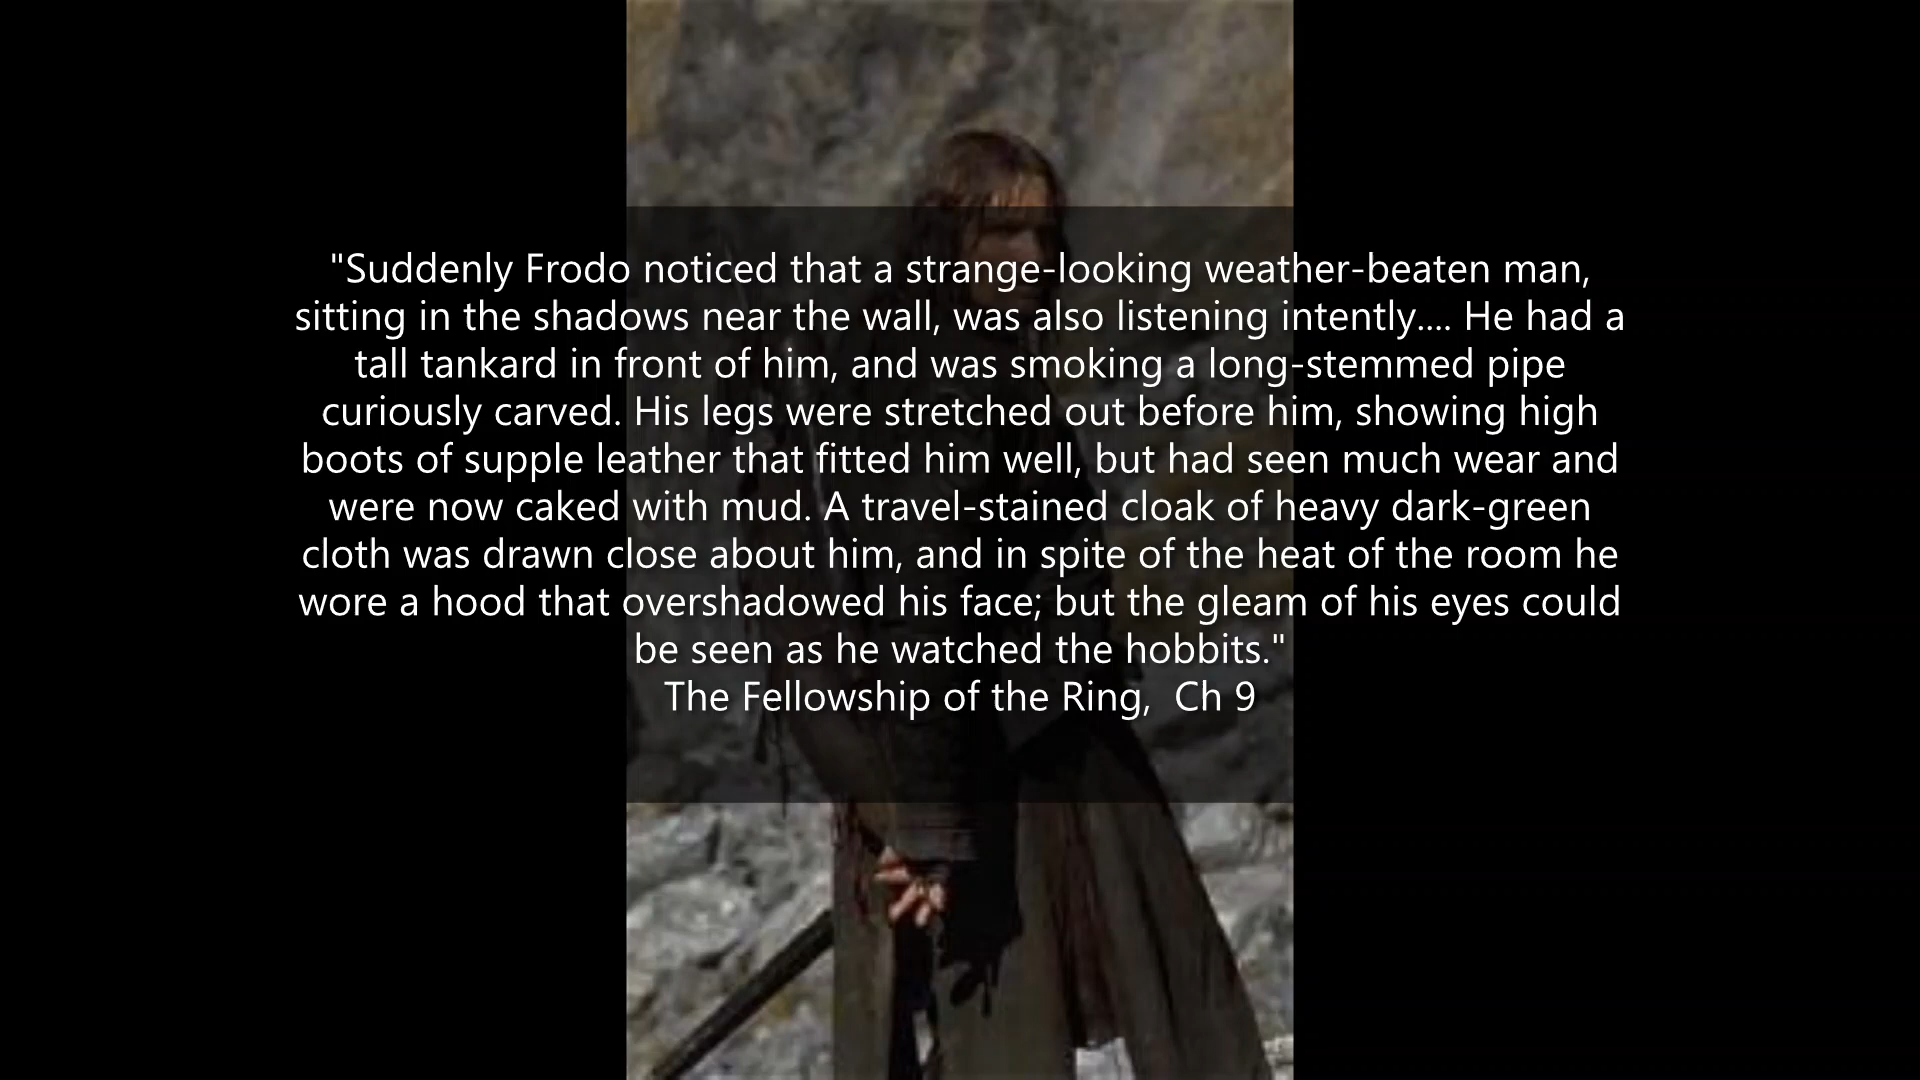 "Suddenly Frodo noticed that a strange-looking weather-beaten man,
sitting in the shadows near the wall, was also listening intently.... He had a
tall tankard in front of him, and was smoking a long-stemmed pipe
curiously carved. His legs were stretched out before him, showing high
boots of supple leather that fitted him well, but had seen much wear and
were now caked with mud. A travel-stained cloak of heavy dark-green
cloth was drawn close about him, and in spite of the heat of the room he
wore a hood that overshadowed his face; but the gleam of his eyes could
be seen as he watched the hobbits."
The Fellowship of the Ring,  Ch 9